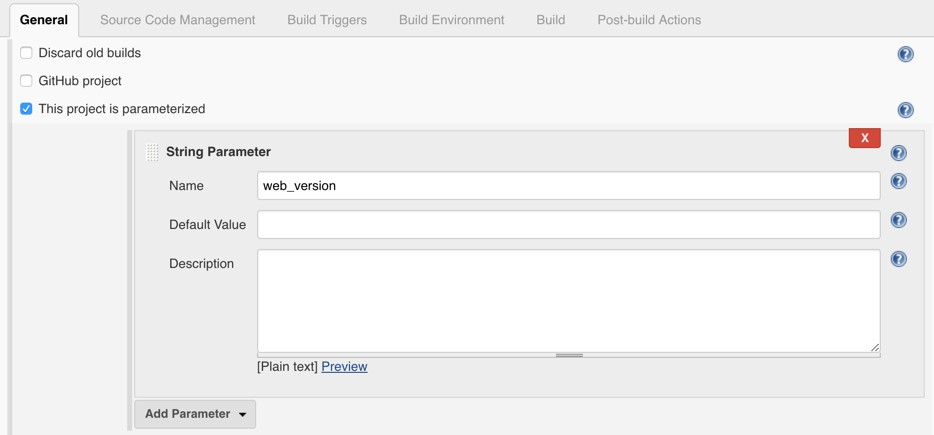 General Source Code Management Build Triggers Build Environment Build Post-build Actions
Discard old builds ?
GitHub project
This project is parameterized ?
X
String Parameter ?
Name web_version ?
Default Value ?
Description ?
[Plain text] Preview
Add Parameter